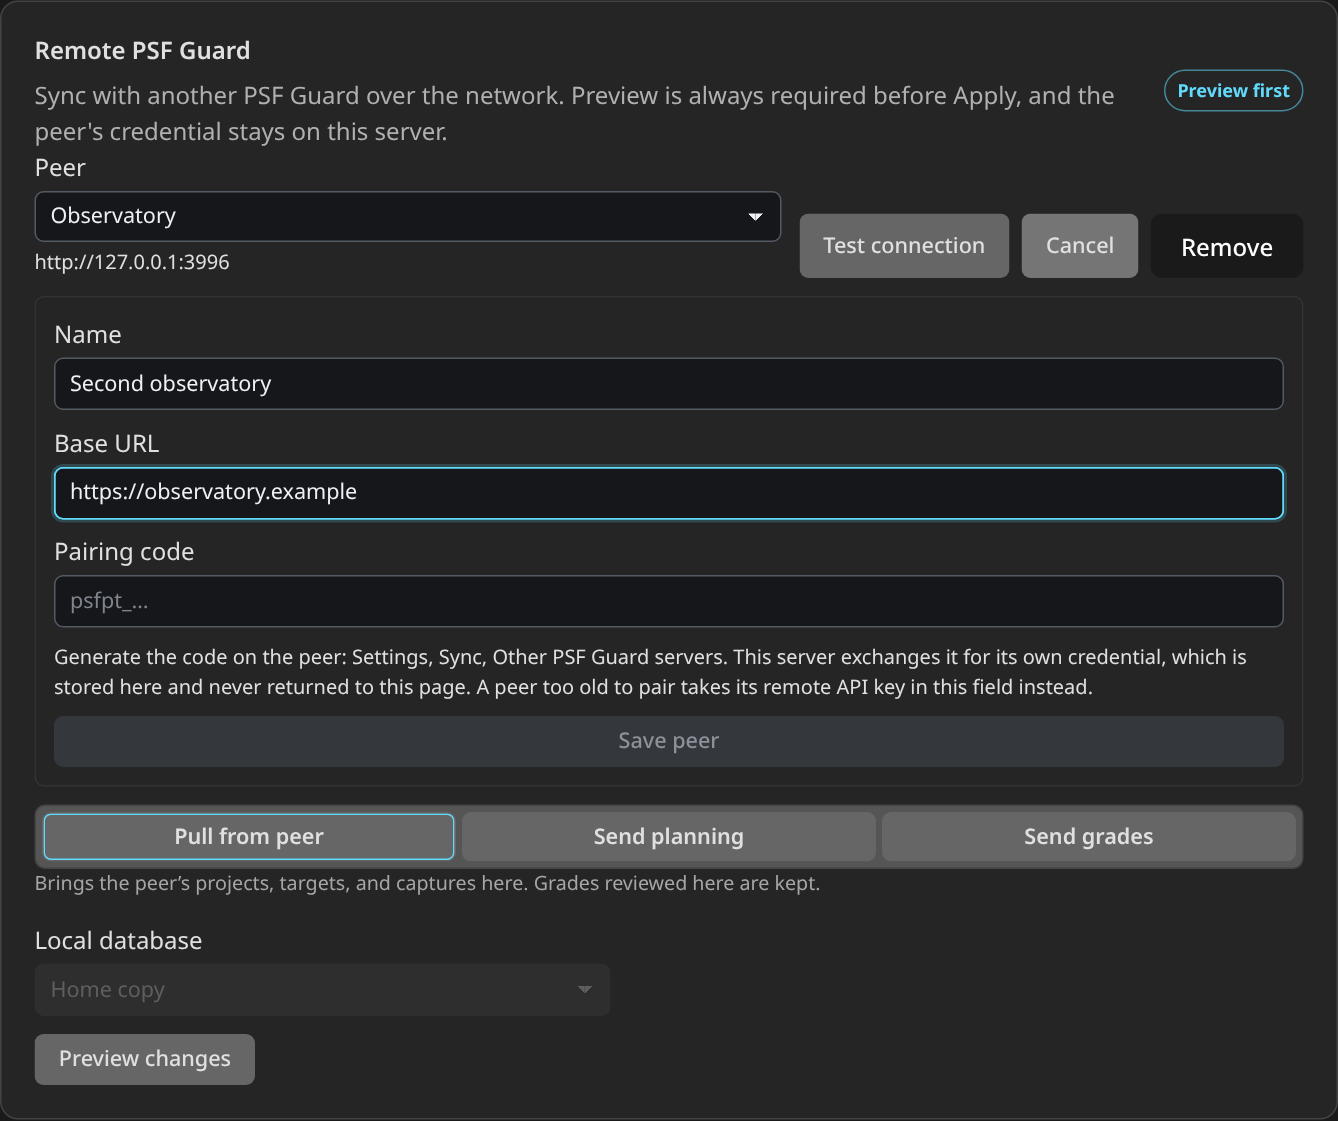 Remote PSF Guard
Sync with another PSF Guard over the network. Preview is always required before Apply, and the
peer's credential stays on this server.
Preview first
Peer
Observatory
http://127.0.0.1:3996
Test connection
Cancel
Remove
Name
Second observatory
Base URL
https://observatory.example
Pairing code
psfpt_...
Generate the code on the peer: Settings, Sync, Other PSF Guard servers. This server exchanges it for its own credential, which is
stored here and never returned to this page. A peer too old to pair takes its remote API key in this field instead.
Save peer
Pull from peer
Send planning
Send grades
Brings the peer’s projects, targets, and captures here. Grades reviewed here are kept.
Local database
Home copy
Preview changes